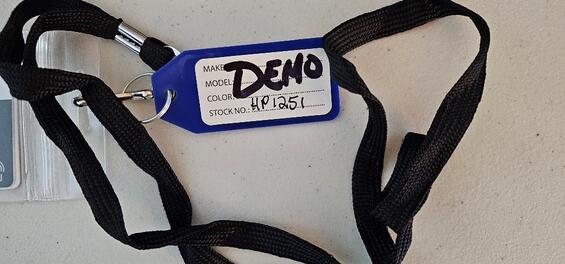 MAKE
DEMO
MODEL:
COLOR:
STOCK NO.: HP1251